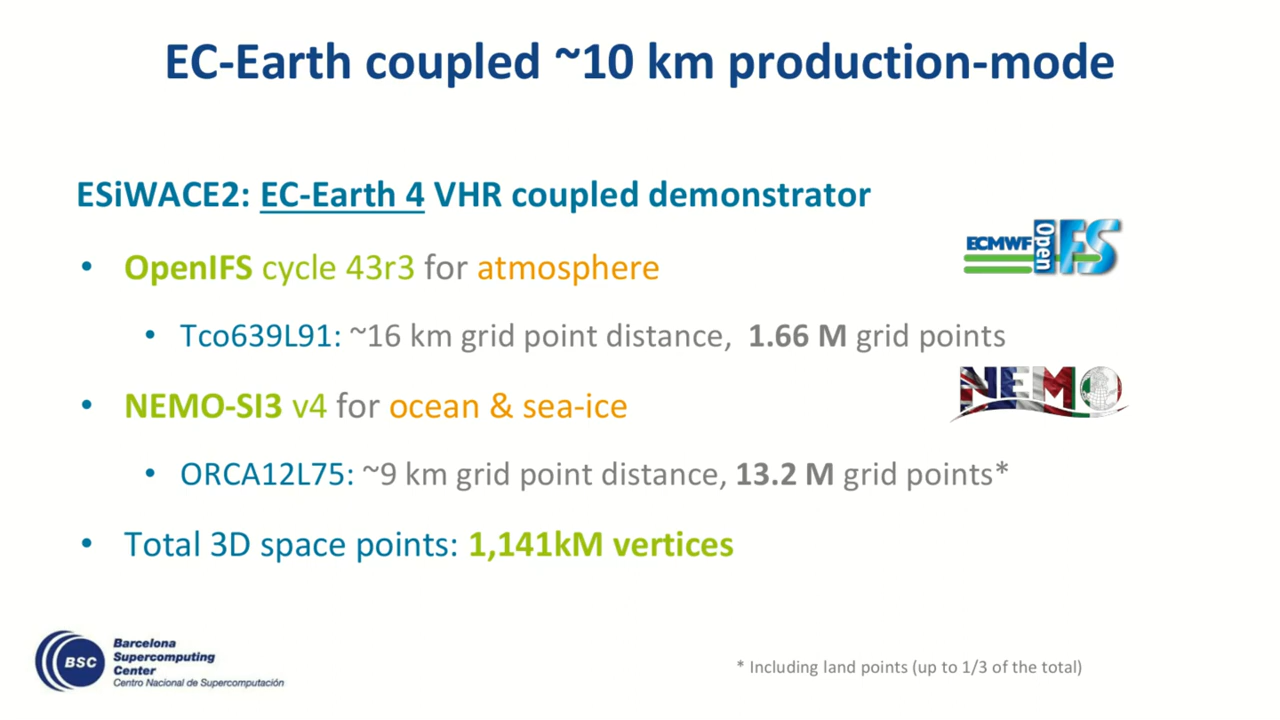 EC-Earth coupled ~10 km production-mode
ESiWACE2: EC-Earth 4 VHR coupled demonstrator
• OpenIFS cycle 43r3 for atmosphere
ECMWF Open IFS
• Tco639L91: ~16 km grid point distance, 1.66 M grid points
• NEMO-SI3 v4 for ocean & sea-ice
NEMO
• ORCA12L75: ~9 km grid point distance, 13.2 M grid points*
• Total 3D space points: 1,141kM vertices
BSC
Barcelona
Supercomputing
Center
Centro Nacional de Supercomputación
* Including land points (up to 1/3 of the total)